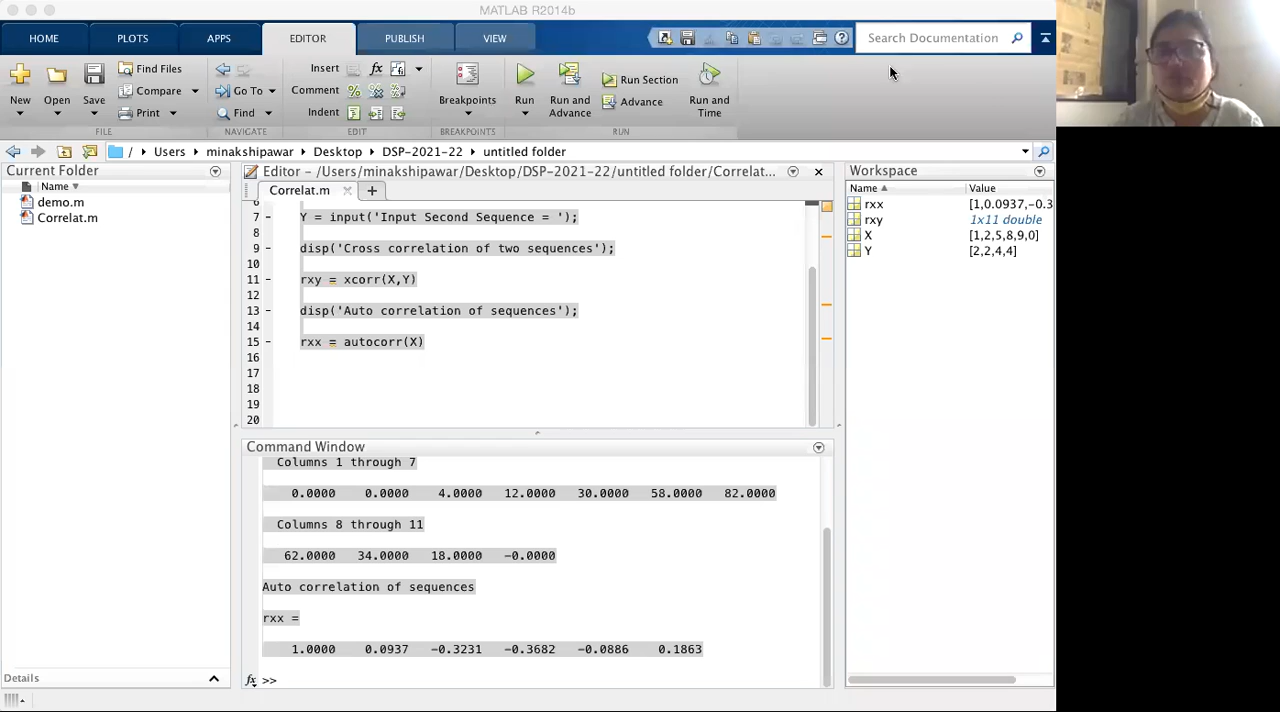 MATLAB R2014b
HOME PLOTS APPS EDITOR PUBLISH VIEW Search Documentation
New Open Save Find Files Compare Print Go To Find Insert Comment Indent Breakpoints Run Run and Advance Run Section Advance Run and Time
FILE NAVIGATE EDIT BREAKPOINTS RUN
/ Users minakshipawar Desktop DSP-2021-22 untitled folder
Current Folder
Name
demo.m
Correlat.m
Details
Editor - /Users/minakshipawar/Desktop/DSP-2021-22/untitled folder/Correlat...
Correlat.m
6
7 - Y = input('Input Second Sequence = ');
8
9 - disp('Cross correlation of two sequences');
10
11 - rxy = xcorr(X,Y)
12
13 - disp('Auto correlation of sequences');
14
15 - rxx = autocorr(X)
16
17
18
19
20
Command Window
Columns 1 through 7
0.0000 0.0000 4.0000 12.0000 30.0000 58.0000 82.0000
Columns 8 through 11
62.0000 34.0000 18.0000 -0.0000
Auto correlation of sequences
rxx =
1.0000 0.0937 -0.3231 -0.3682 -0.0886 0.1863
fx >>
Workspace
Name Value
rxx [1,0.0937,-0.3
rxy 1x11 double
X [1,2,5,8,9,0]
Y [2,2,4,4]